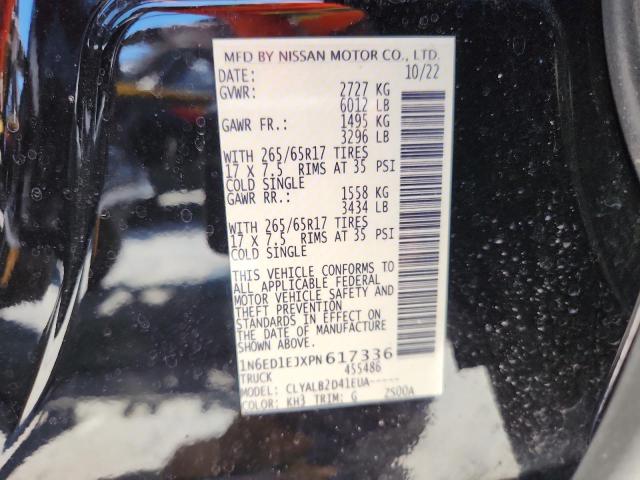 MFD BY NISSAN MOTOR CO., LTD.
DATE: 10/22
GVWR: 2727 KG
6012 LB
GAWR FR.: 1495 KG
3296 LB
WITH 265/65R17 TIRES
17 X 7.5 RIMS AT 35 PSI
COLD SINGLE
GAWR RR.: 1558 KG
3434 LB
WITH 265/65R17 TIRES
17 X 7.5 RIMS AT 35 PSI
COLD SINGLE
THIS VEHICLE CONFORMS TO
ALL APPLICABLE FEDERAL
MOTOR VEHICLE SAFETY AND
THEFT PREVENTION
STANDARDS IN EFFECT ON
THE DATE OF MANUFACTURE
SHOWN ABOVE.
1N6ED1EJXPN617336
TRUCK 455486
MODEL: CLYALB2D41EUA-----
COLOR: KH3 TRIM: G 2500A